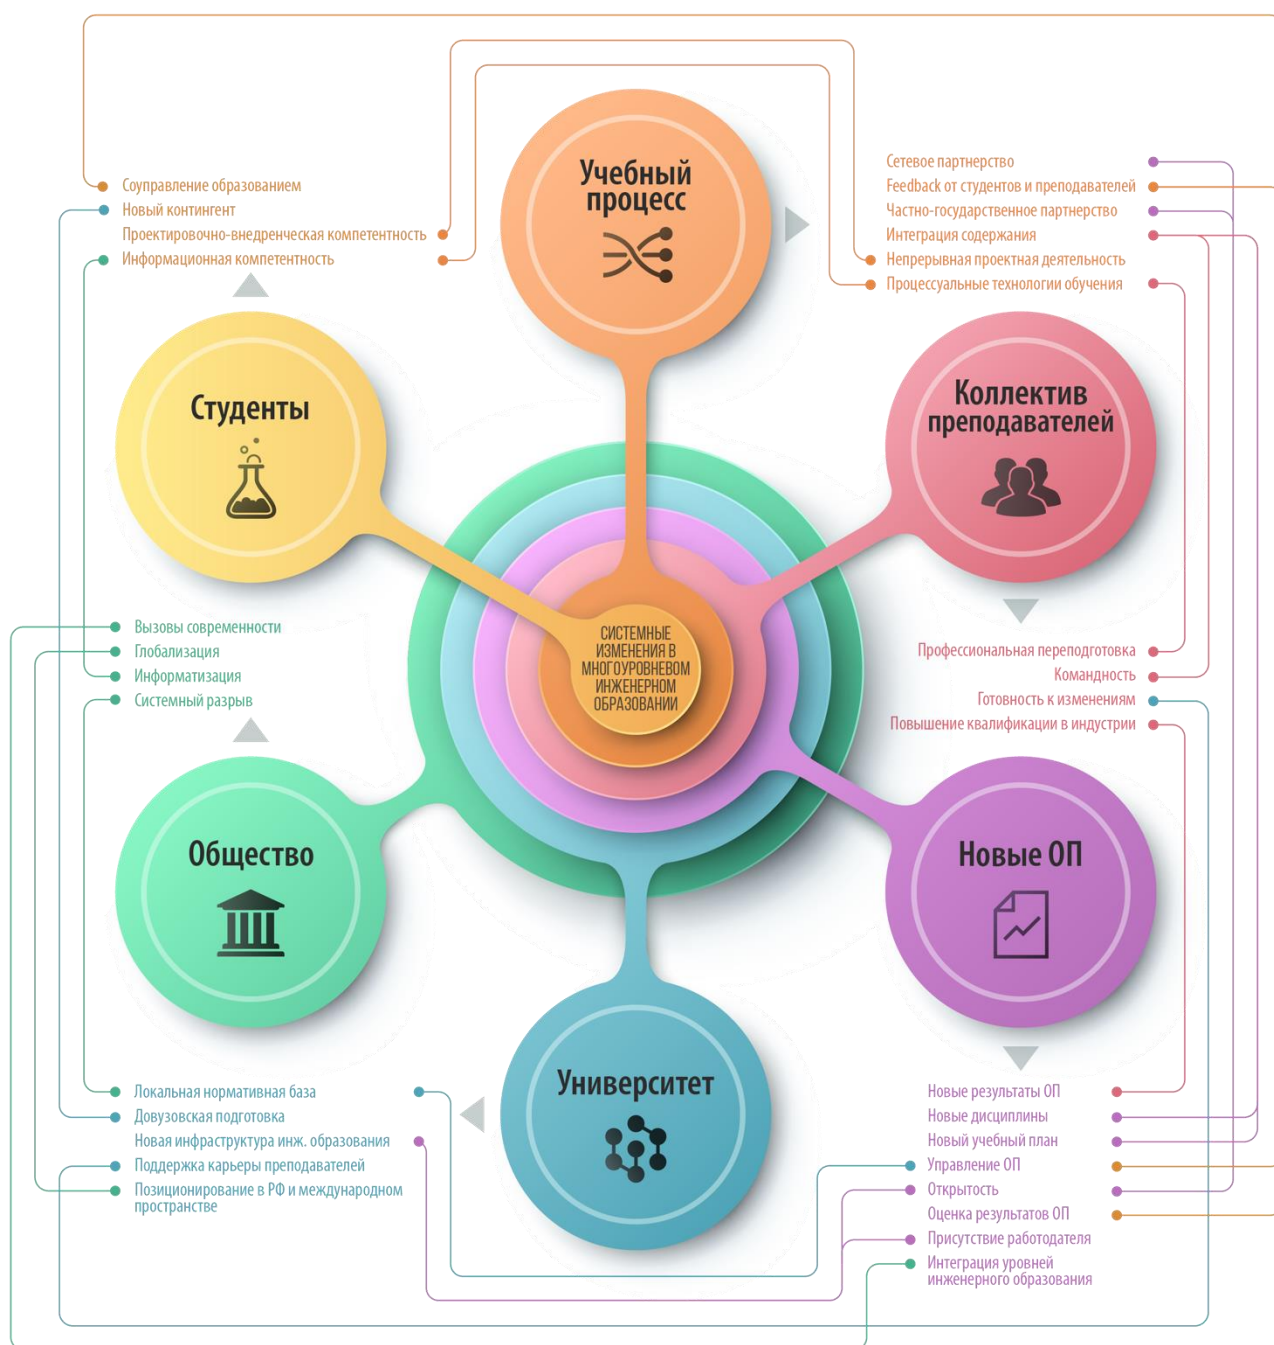 Учебный
процесс
Соуправление образованием
Новый контингент
Проектировочно-внедренческая компетентность
Информационная компетентность
Сетевое партнерство
Feedback от студентов и преподавателей
Частно-государственное партнерство
Интеграция содержания
Непрерывная проектная деятельность
Процессуальные технологии обучения
Студенты
Коллектив
преподавателей
СИСТЕМНЫЕ
ИЗМЕНЕНИЯ В
МНОГОУРОВНЕВОМ
ИНЖЕНЕРНОМ
ОБРАЗОВАНИИ
Вызовы современности
Глобализация
Информатизация
Системный разрыв
Профессиональная переподготовка
Командность
Готовность к изменениям
Повышение квалификации в индустрии
Общество
Новые ОП
Университет
Локальная нормативная база
Довузовская подготовка
Новая инфраструктура инж. образования
Поддержка карьеры преподавателей
Позиционирование в РФ и международном
пространстве
Новые результаты ОП
Новые дисциплины
Новый учебный план
Управление ОП
Открытость
Оценка результатов ОП
Присутствие работодателя
Интеграция уровней
инженерного образования